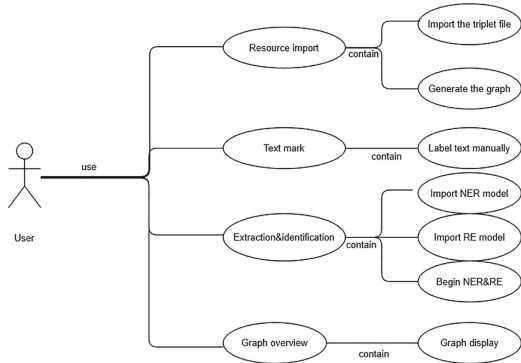 Import the triplet file
Resource import
contain
Generate the graph
use
Text mark
contain
Label text manually
User
Import NER model
Extraction&identification
contain
Import RE model
Begin NER&RE
Graph overview
contain
Graph display